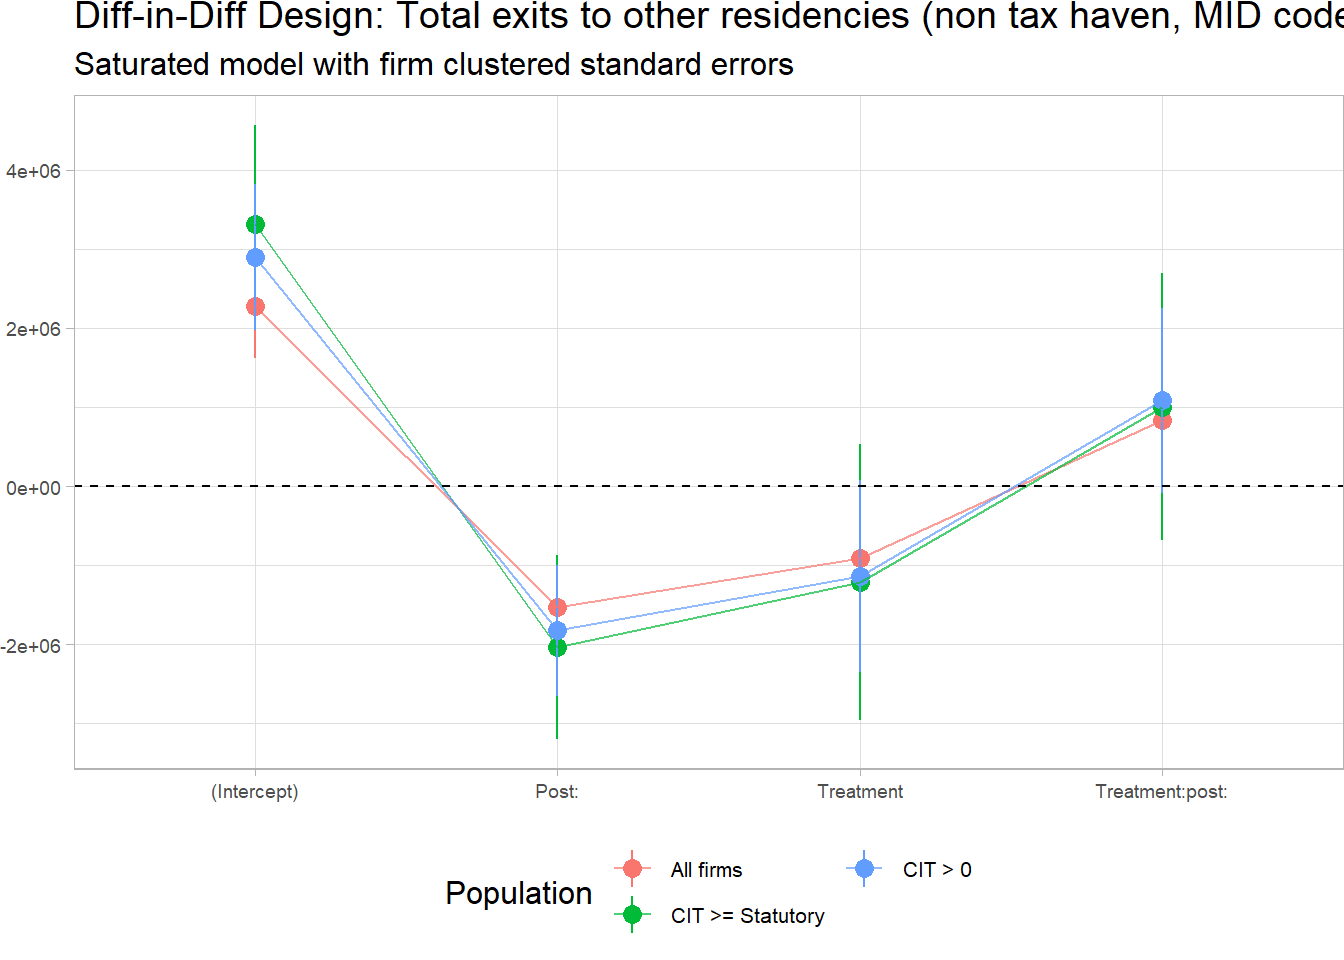 Diff-in-Diff Design: Total exits to other residencies (non tax haven, MID code
Saturated model with firm clustered standard errors
4e+06
2e+06
0e+00
-2e+06
(Intercept) Post: Treatment Treatment:post:
Population
All firms CIT > 0
CIT >= Statutory